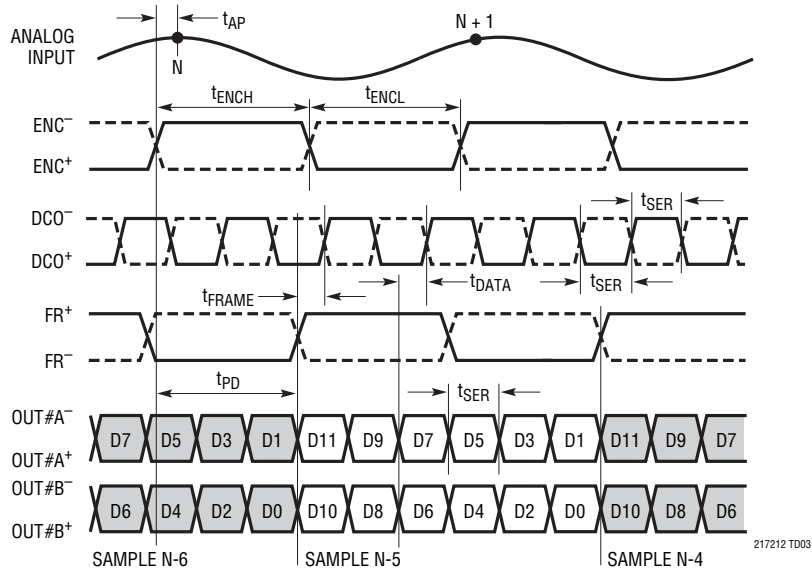 ANALOG INPUT
tAP
N
N + 1
tENCH
tENCL
ENC–
ENC+
DCO–
DCO+
tSER
tSER
tFRAME
tDATA
FR+
FR–
tPD
tSER
OUT#A–
D7 D5 D3 D1 D11 D9 D7 D5 D3 D1 D11 D9 D7
OUT#A+
OUT#B–
D6 D4 D2 D0 D10 D8 D6 D4 D2 D0 D10 D8 D6
OUT#B+
217212 TD03
SAMPLE N-6 SAMPLE N-5 SAMPLE N-4